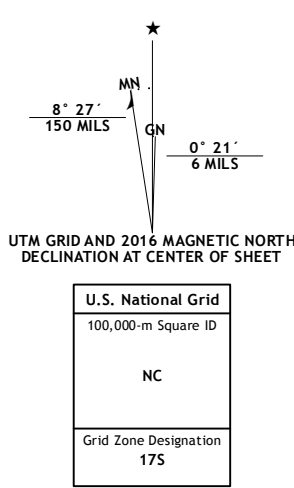 MN
8° 27´
150 MILS
GN
0° 21´
6 MILS
UTM GRID AND 2016 MAGNETIC NORTH
DECLINATION AT CENTER OF SHEET
U.S. National Grid
100,000-m Square ID
NC
Grid Zone Designation
17S